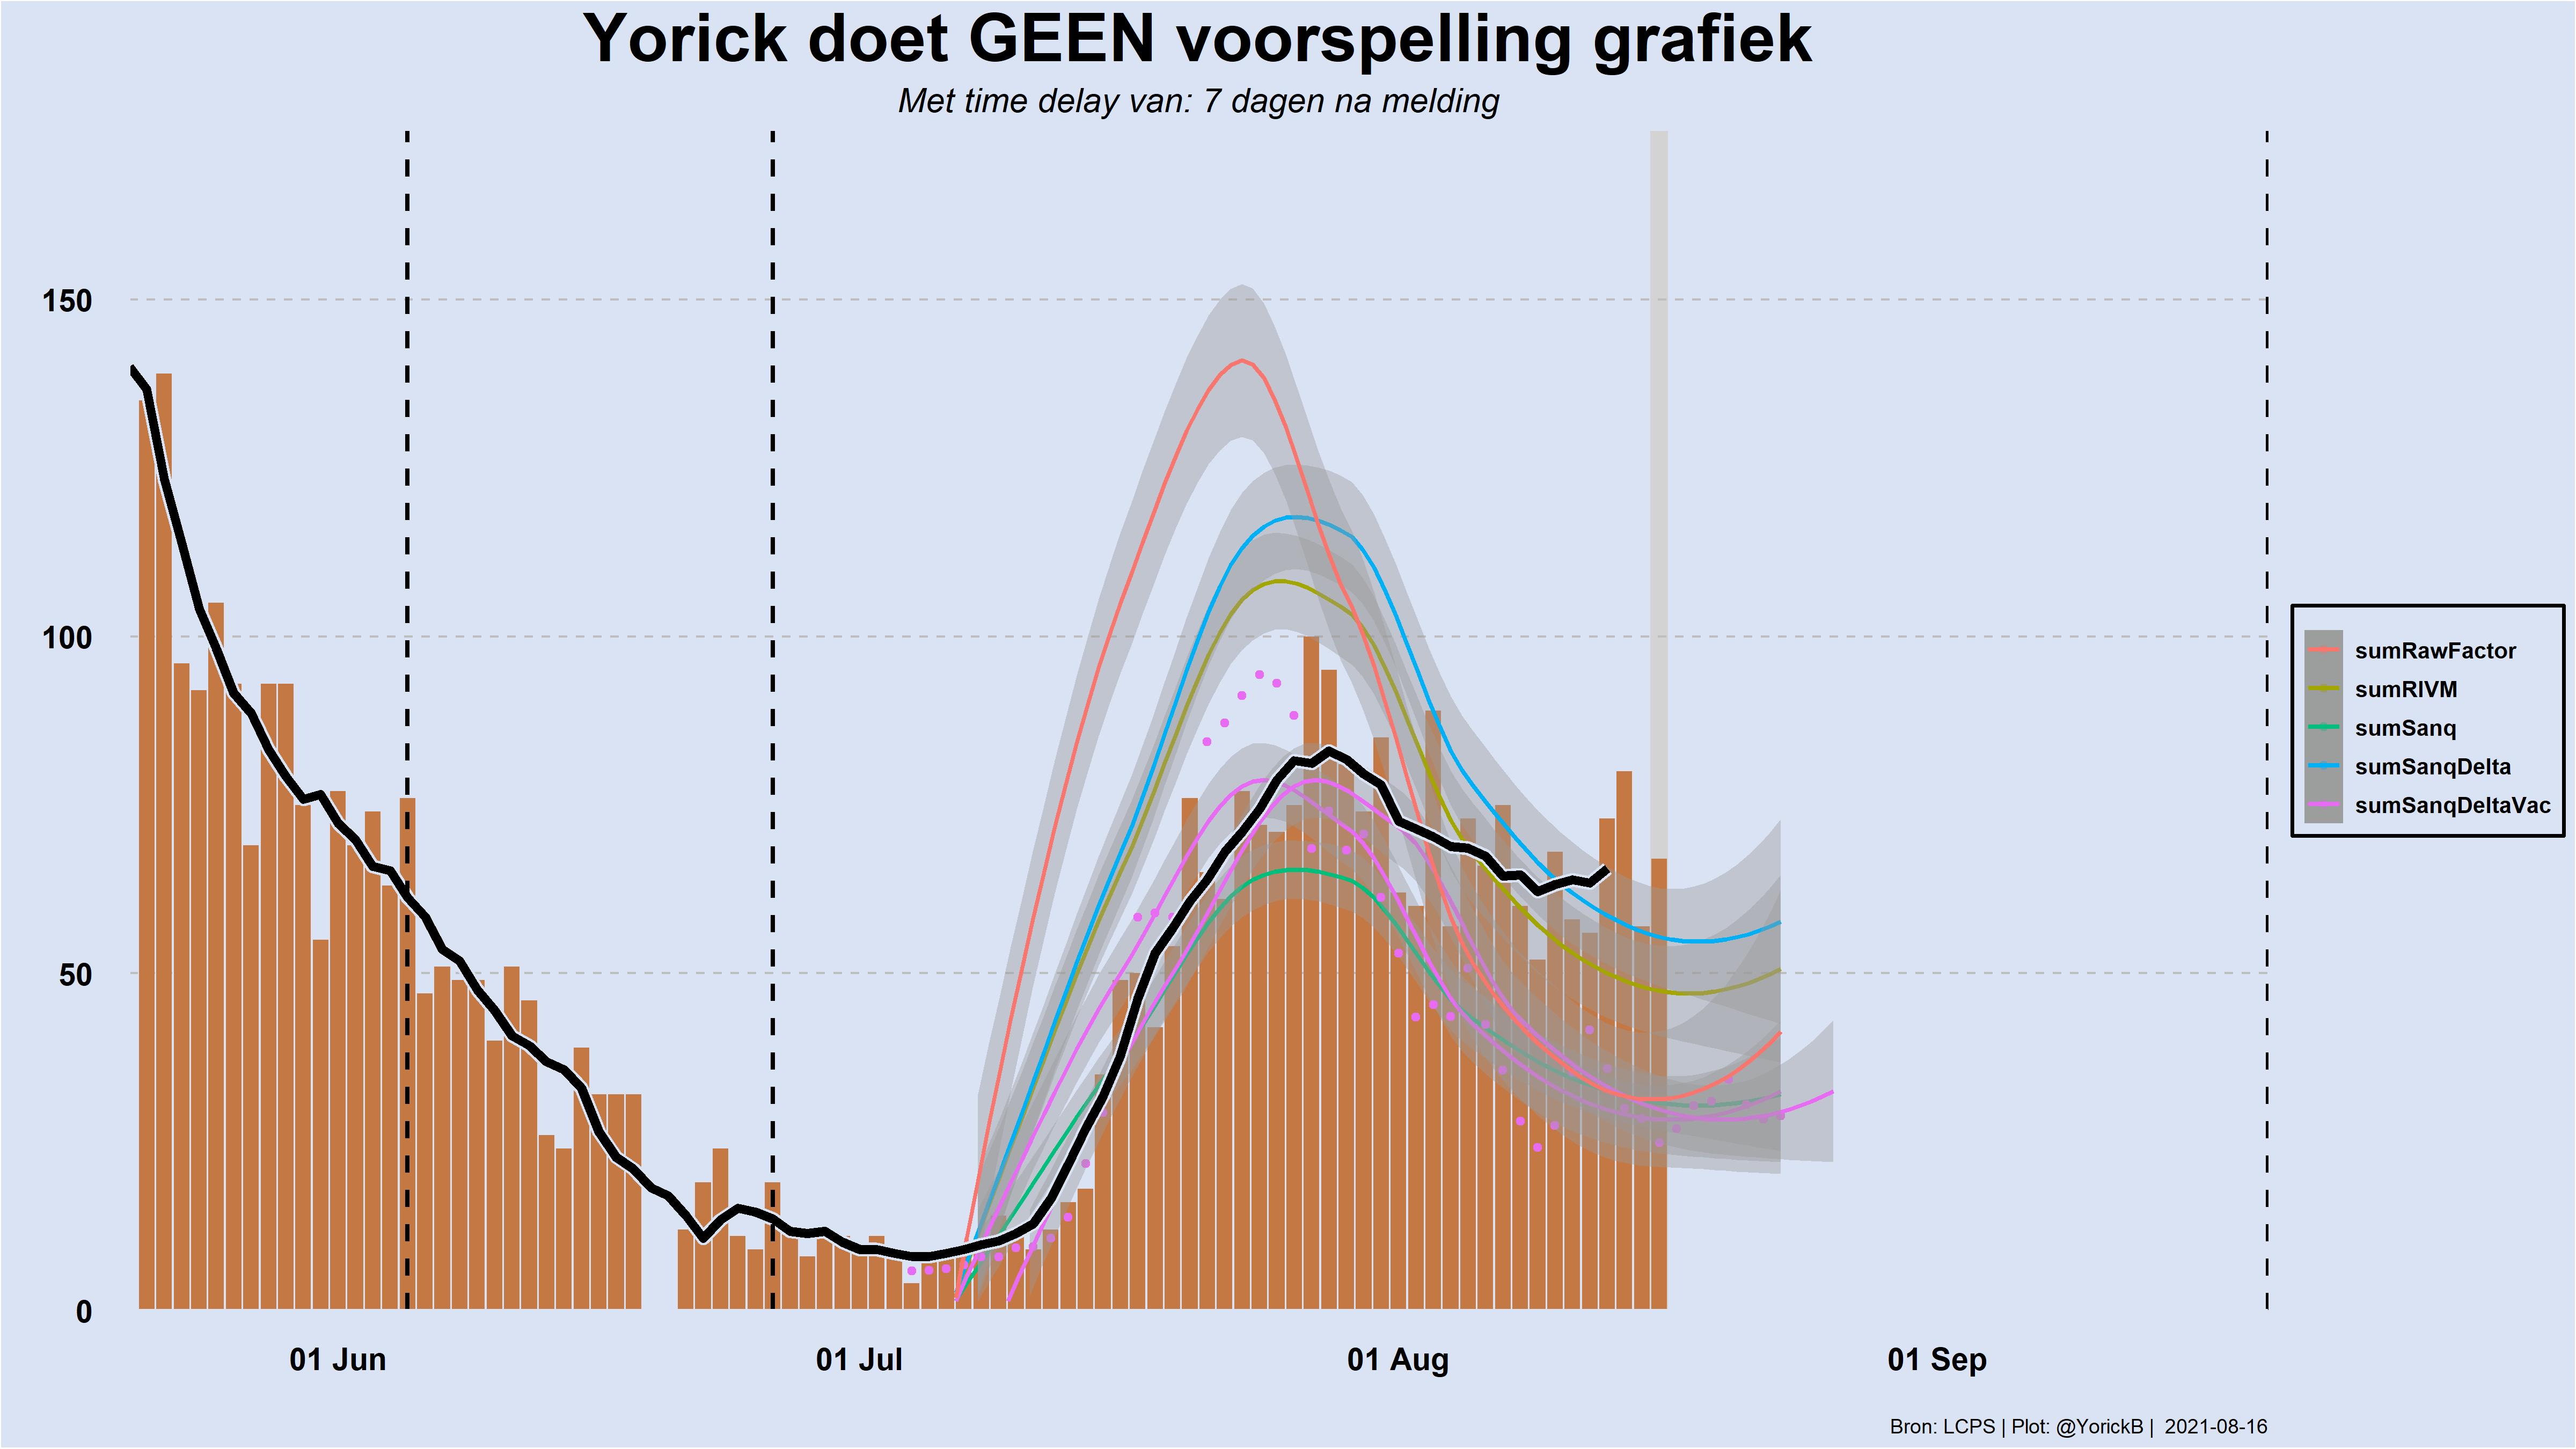 Yorick doet GEEN voorspelling grafiek
Met time delay van: 7 dagen na melding
150
100
50
0
01 Jun
01 Jul
01 Aug
01 Sep
sumRawFactor
sumRIVM
sumSanq
sumSanqDelta
sumSanqDeltaVac
Bron: LCPS | Plot: @YorickB | 2021-08-16